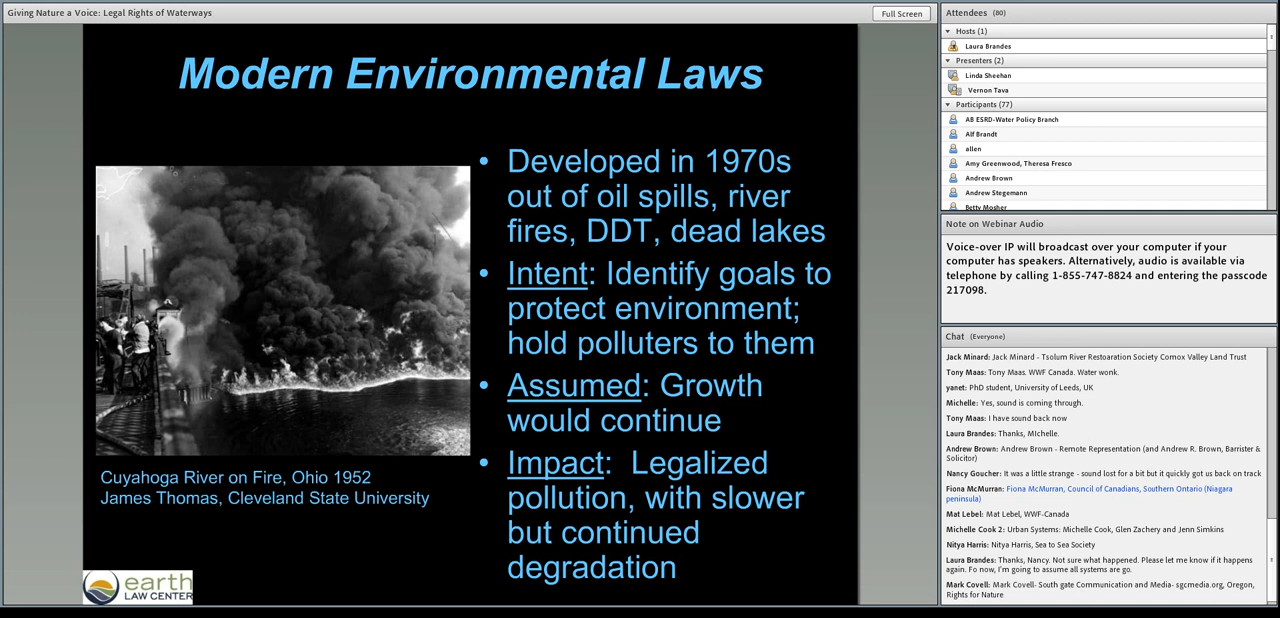 Giving Nature a Voice: Legal Rights of Waterways
Full Screen
Modern Environmental Laws
• Developed in 1970s
out of oil spills, river
fires, DDT, dead lakes
• Intent: Identify goals to
protect environment;
hold polluters to them
• Assumed: Growth
would continue
• Impact:  Legalized
pollution, with slower
but continued
degradation
Cuyahoga River on Fire, Ohio 1952
James Thomas, Cleveland State University
earth
LAW CENTER
Attendees (80)
Hosts (1)
Laura Brandes
Presenters (2)
Linda Sheehan
Vernon Tava
Participants (77)
AB ESRD-Water Policy Branch
Alf Brandt
allen
Amy Greenwood, Theresa Fresco
Andrew Brown
Andrew Stegemann
Betty Mosher
Note on Webinar Audio
Voice-over IP will broadcast over your computer if your
computer has speakers. Alternatively, audio is available via
telephone by calling 1-855-747-8824 and entering the passcode
217098.
Chat (Everyone)
Jack Minard: Jack Minard - Tsolum River Restoaration Society Comox Valley Land Trust
Tony Maas: Tony Maas. WWF Canada. Water wonk.
yanet: PhD student, University of Leeds, UK
Michelle: Yes, sound is coming through.
Tony Maas: I have sound back now
Laura Brandes: Thanks, MIchelle.
Andrew Brown: Andrew Brown - Remote Representation (and Andrew R. Brown, Barrister &
Solicitor)
Nancy Goucher: It was a little strange - sound lost for a bit but it quickly got us back on track
Fiona McMurran: Fiona McMurran, Council of Canadians, Southern Ontario (Niagara
peninsula)
Mat Lebel: Mat Lebel, WWF-Canada
Michelle Cook 2: Urban Systems: Michelle Cook, Glen Zachery and Jenn Simkins
Nitya Harris: Nitya Harris, Sea to Sea Society
Laura Brandes: Thanks, Nancy. Not sure what happened. Please let me know if it happens
again. Fo now, I'm going to assume all systems are go.
Mark Covell: Mark Covell- South gate Communication and Media- sgcmedia.org, Oregon,
Rights for Nature